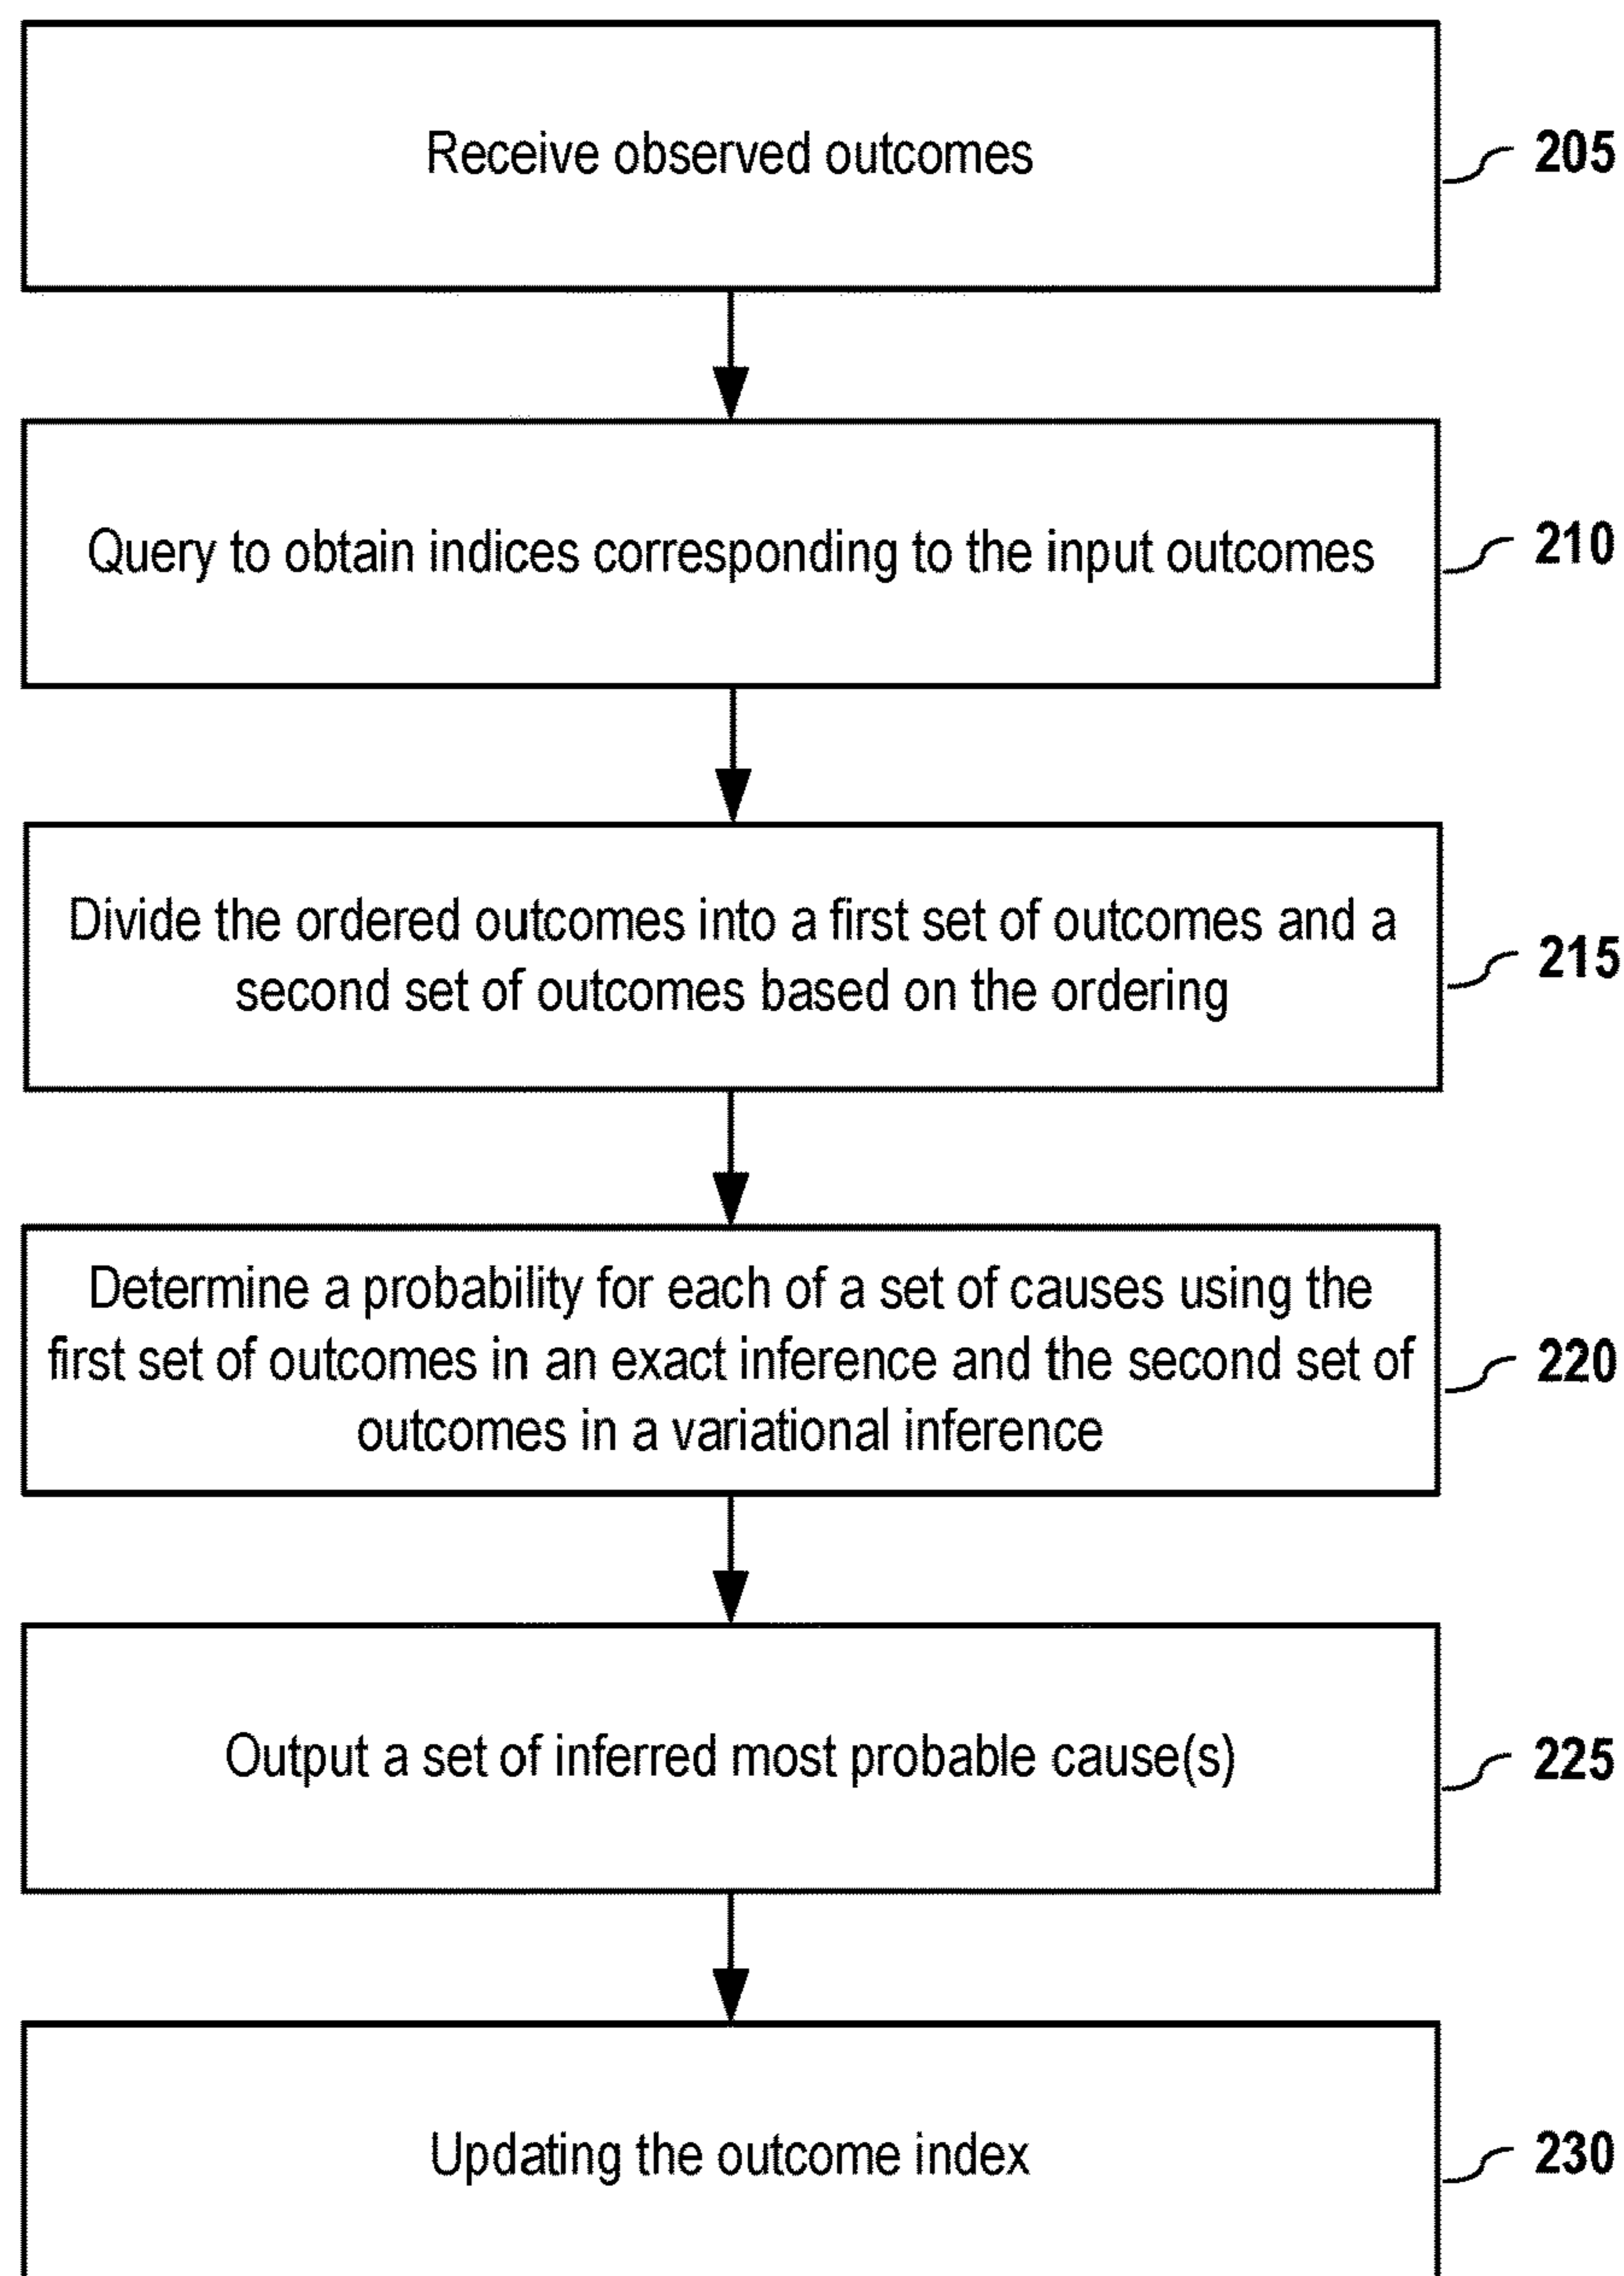 Receive observed outcomes
205
Query to obtain indices corresponding to the input outcomes
210
Divide the ordered outcomes into a first set of outcomes and a
second set of outcomes based on the ordering
215
Determine a probability for each of a set of causes using the
first set of outcomes in an exact inference and the second set of
outcomes in a variational inference
220
Output a set of inferred most probable cause(s)
225
Updating the outcome index
230